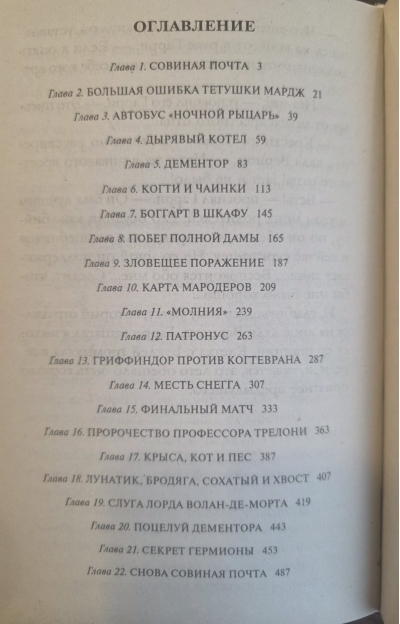 ОГЛАВЛЕНИЕ
Глава 1. СОВИНАЯ ПОЧТА 3
Глава 2. БОЛЬШАЯ ОШИБКА ТЕТУШКИ МАРДЖ 21
Глава 3. АВТОБУС «НОЧНОЙ РЫЦАРЬ» 39
Глава 4. ДЫРЯВЫЙ КОТЕЛ 59
Глава 5. ДЕМЕНТОР 83
Глава 6. КОГТИ И ЧАИНКИ 113
Глава 7. БОГГАРТ В ШКАФУ 145
Глава 8. ПОБЕГ ПОЛНОЙ ДАМЫ 165
Глава 9. ЗЛОВЕЩЕЕ ПОРАЖЕНИЕ 187
Глава 10. КАРТА МАРОДЕРОВ 209
Глава 11. «МОЛНИЯ» 239
Глава 12. ПАТРОНУС 263
Глава 13. ГРИФФИНДОР ПРОТИВ КОГТЕВРАНА 287
Глава 14. МЕСТЬ СНЕГГА 307
Глава 15. ФИНАЛЬНЫЙ МАТЧ 333
Глава 16. ПРОРОЧЕСТВО ПРОФЕССОРА ТРЕЛОНИ 363
Глава 17. КРЫСА, КОТ И ПЕС 387
Глава 18. ЛУНАТИК, БРОДЯГА, СОХАТЫЙ И ХВОСТ 407
Глава 19. СЛУГА ЛОРДА ВОЛАН-ДЕ-МОРТА 419
Глава 20. ПОЦЕЛУЙ ДЕМЕНТОРА 443
Глава 21. СЕКРЕТ ГЕРМИОНЫ 453
Глава 22. СНОВА СОВИНАЯ ПОЧТА 487